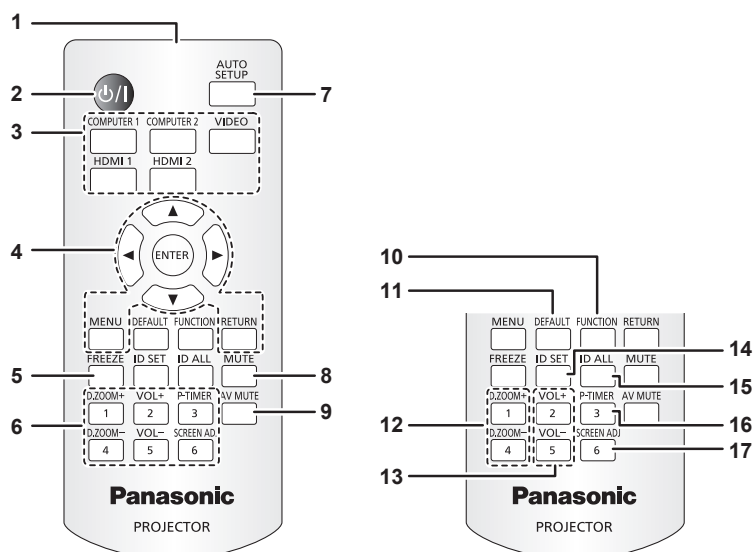 1
AUTO
SETUP
2
⏻/I
7
3
COMPUTER 1 COMPUTER 2 VIDEO
HDMI 1 HDMI 2
4
ENTER
MENU DEFAULT FUNCTION RETURN
5
FREEZE ID SET ID ALL MUTE
8
6
D.ZOOM+ VOL+ P-TIMER AV MUTE
1 2 3
9
D.ZOOM− VOL− SCREEN AD
4 5 6
Panasonic
PROJECTOR
10
11
MENU DEFAULT FUNCTION RETURN
14
FREEZE ID SET ID ALL MUTE
15
12
D.ZOOM+ VOL+ P-TIMER AV MUTE
1 2 3
16
D.ZOOM− VOL− SCREEN ADJ
4 5 6
17
13
Panasonic
PROJECTOR